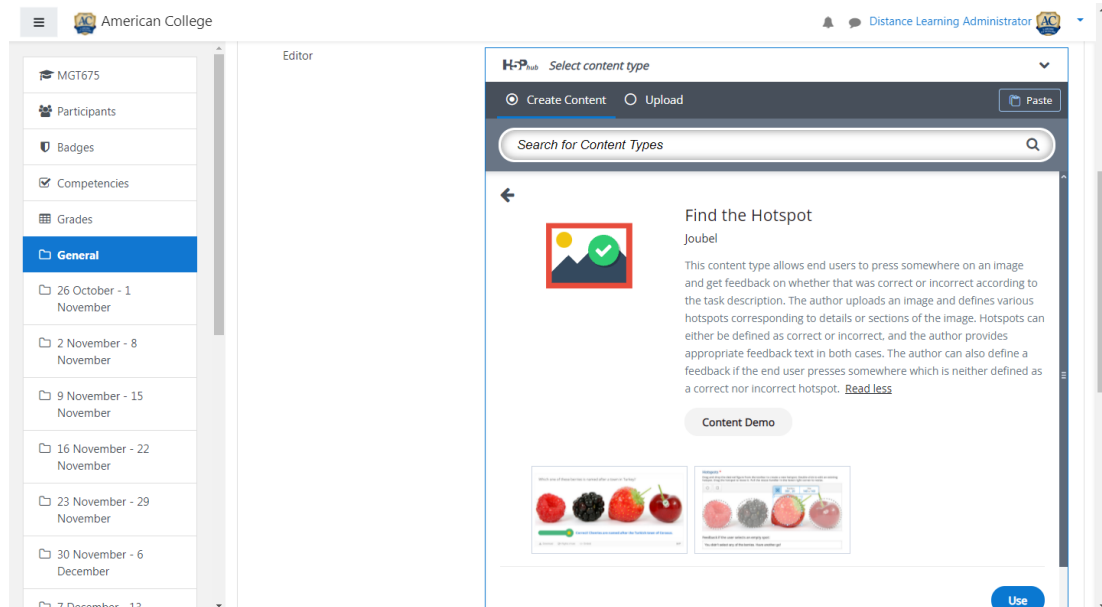 American College
Distance Learning Administrator
MGT675
Participants
Badges
Competencies
Grades
General
26 October - 1
November
2 November - 8
November
9 November - 15
November
16 November - 22
November
23 November - 29
November
30 November - 6
December
7 December - 13
Editor
H5P hub Select content type
Create Content Upload Paste
Search for Content Types
Find the Hotspot
Joubel
This content type allows end users to press somewhere on an image
and get feedback on whether that was correct or incorrect according to
the task description. The author uploads an image and defines various
hotspots corresponding to details or sections of the image. Hotspots can
either be defined as correct or incorrect, and the author provides
appropriate feedback text in both cases. The author can also define a
feedback if the end user presses somewhere which is neither defined as
a correct nor incorrect hotspot. Read less
Content Demo
Use